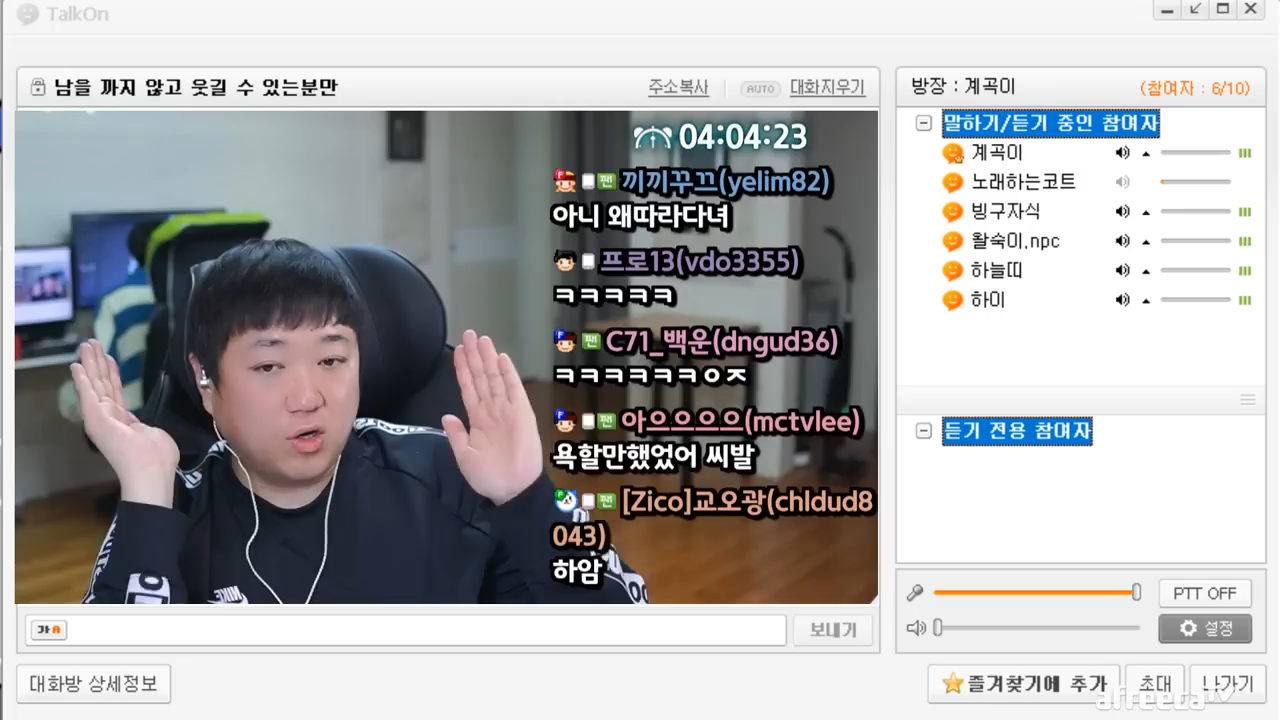 TalkOn
남을 까지 않고 웃길 수 있는분만
주소복사
AUTO
대화지우기
04:04:23
팬 끼끼꾸끄(yelim82)
아니 왜따라다녀
프로13(vdo3355)
ㅋㅋㅋㅋㅋ
팬 C71_백운(dngud36)
ㅋㅋㅋㅋㅋㅋㅇㅈ
팬 아으으으으(mctvlee)
욕할만했었어 씨발
팬 [Zico]교오광(chldud8
043)
하암
NIKE
가
보내기
대화방 상세정보
방장 : 계곡이
(참여자 : 6/10)
말하기/듣기 중인 참여자
계곡이
노래하는코트
빙구자식
왈숙이.npc
하늘띠
하이
듣기 전용 참여자
PTT OFF
설정
즐겨찾기에 추가
초대
나가기
afreecaTV